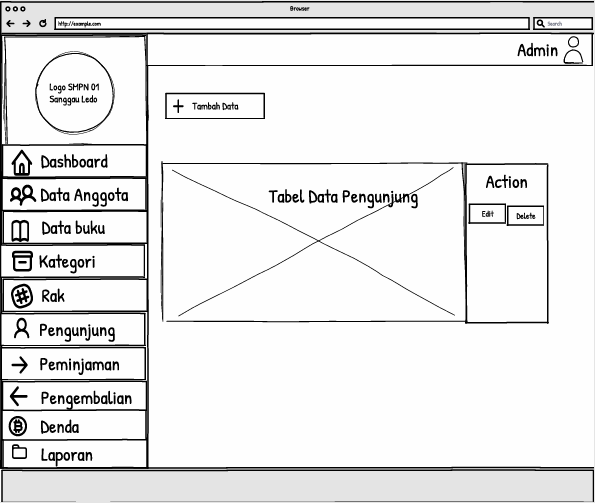 Browser
http://example.com
Search
Admin
Logo SMPN 01
Sanggau Ledo
Tambah Data
Dashboard
Data Anggota
Data buku
Kategori
Rak
Pengunjung
Peminjaman
Pengembalian
Denda
Laporan
Tabel Data Pengunjung
Action
Edit
Delete